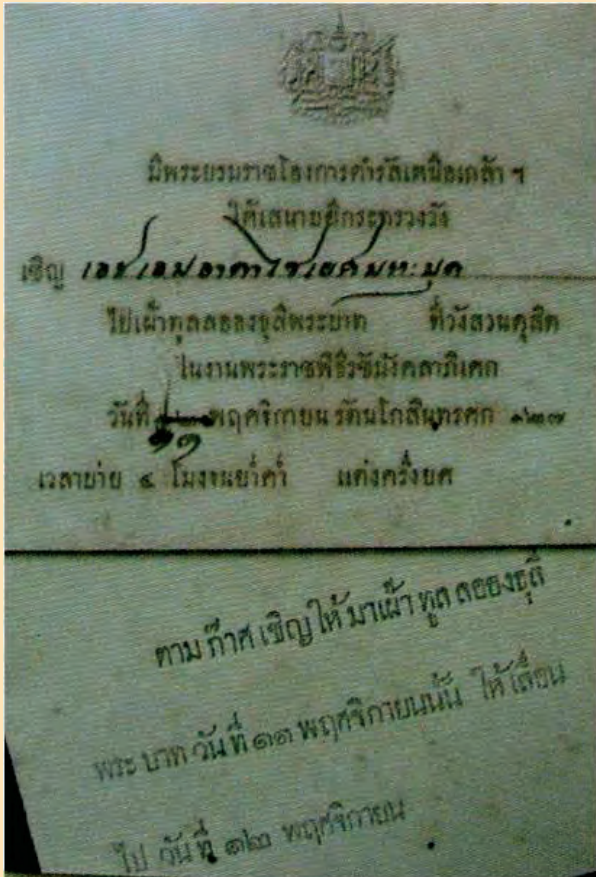 มีพระบรมราชโองการดำรัสเหนือเกล้า ฯ
ให้เสนาบดีกระทรวงวัง
เชิญ
ไปเฝ้าทูลลอองธุลีพระบาท ที่วังสวนดุสิต
ในงานพระราชพิธีรัชมังคลาภิเศก
วันที่ ๑๓ พฤศจิกายน รัตนโกสินทรศก ๑๒๗
เวลาบ่าย ๔ โมงจนย่ำค่ำ แต่งครึ่งยศ
ตาม ก๊าศ เชิญให้ มาเฝ้า ทูล ลอองธุลี
พระ บาท วัน ที่ ๑๓ พฤศจิกายนนั้น ให้ เลื่อน
ไป วัน ที่ ๑๒ พฤศจิกายน